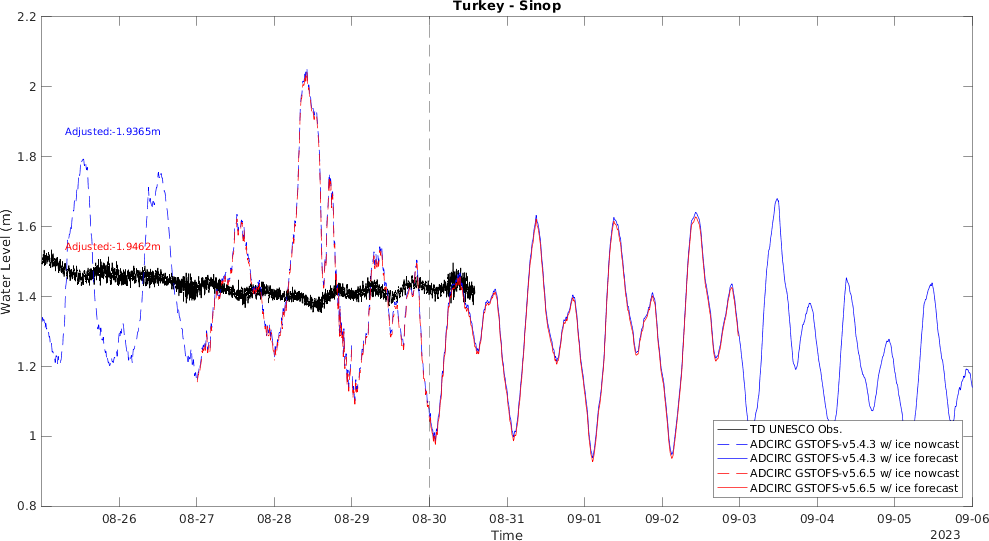 Turkey - Sinop
2.2
2
1.8
1.6
1.4
1.2
1
0.8
Water Level (m)
Adjusted:-1.9365m
Adjusted:-1.9462m
TD UNESCO Obs.
ADCIRC GSTOFS-v5.4.3 w/ ice nowcast
ADCIRC GSTOFS-v5.4.3 w/ ice forecast
ADCIRC GSTOFS-v5.6.5 w/ ice nowcast
ADCIRC GSTOFS-v5.6.5 w/ ice forecast
08-26 08-27 08-28 08-29 08-30 08-31 09-01 09-02 09-03 09-04 09-05 09-06
Time
2023